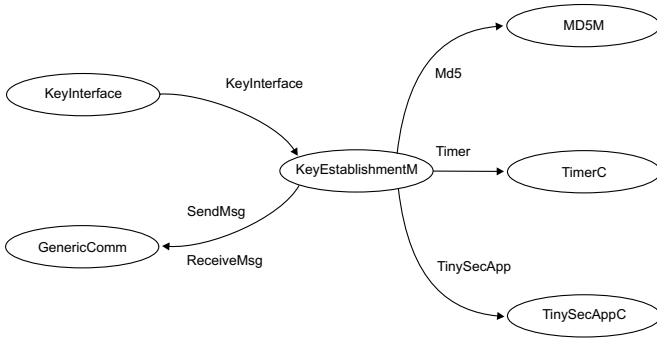 MD5M
Md5
KeyInterface
KeyInterface
Timer
KeyEstablishmentM
TimerC
SendMsg
GenericComm
ReceiveMsg
TinySecApp
TinySecAppC